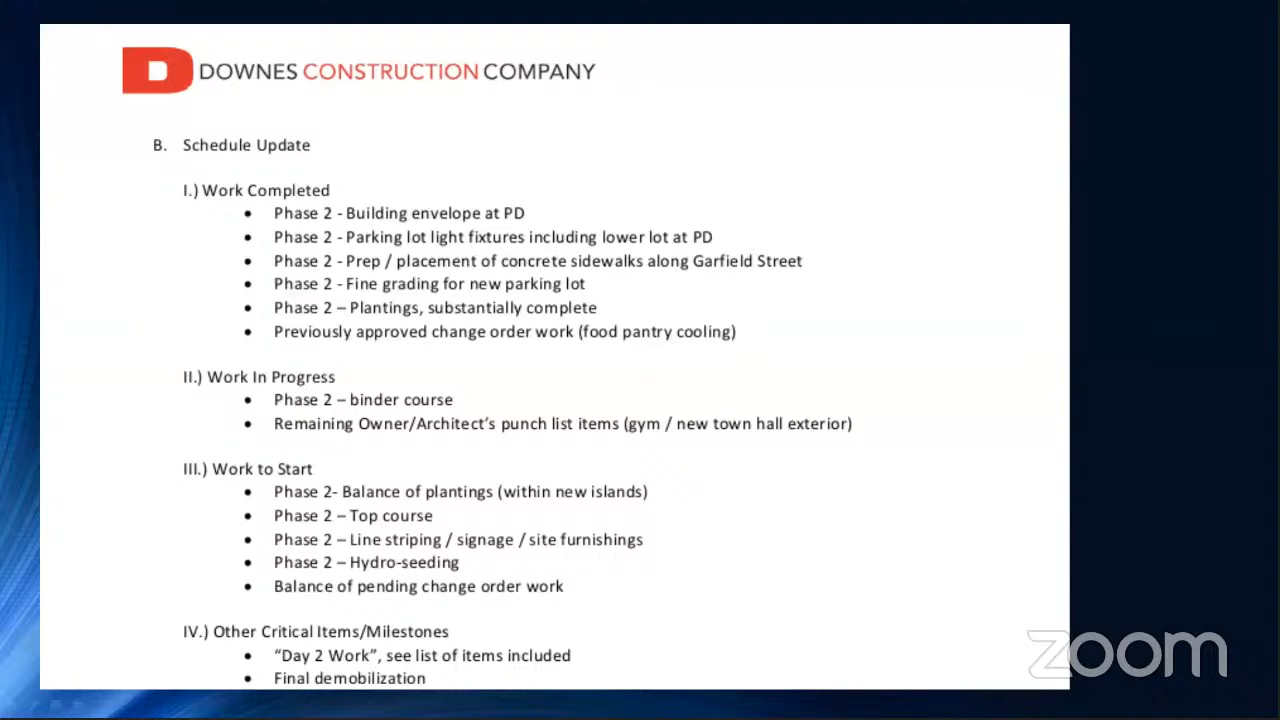 D DOWNES CONSTRUCTION COMPANY
B. Schedule Update
I.) Work Completed
• Phase 2 - Building envelope at PD
• Phase 2 - Parking lot light fixtures including lower lot at PD
• Phase 2 - Prep / placement of concrete sidewalks along Garfield Street
• Phase 2 - Fine grading for new parking lot
• Phase 2 – Plantings, substantially complete
• Previously approved change order work (food pantry cooling)
II.) Work In Progress
• Phase 2 – binder course
• Remaining Owner/Architect’s punch list items (gym / new town hall exterior)
III.) Work to Start
• Phase 2- Balance of plantings (within new islands)
• Phase 2 – Top course
• Phase 2 – Line striping / signage / site furnishings
• Phase 2 – Hydro-seeding
• Balance of pending change order work
IV.) Other Critical Items/Milestones
• “Day 2 Work”, see list of items included
• Final demobilization
zoom